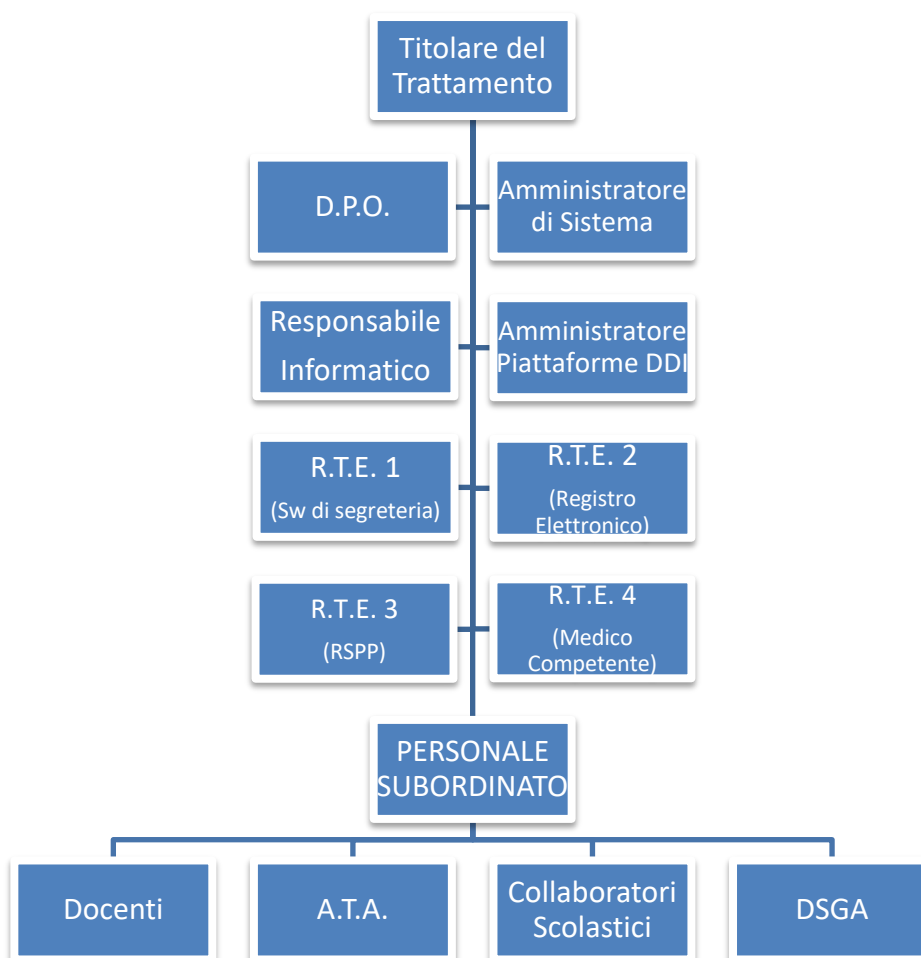 Titolare del
Trattamento
D.P.O.
Amministratore
di Sistema
Responsabile
Informatico
Amministratore
Piattaforme DDI
R.T.E. 1
(Sw di segreteria)
R.T.E. 2
(Registro
Elettronico)
R.T.E. 3
(RSPP)
R.T.E. 4
(Medico
Competente)
PERSONALE
SUBORDINATO
Docenti
A.T.A.
Collaboratori
Scolastici
DSGA